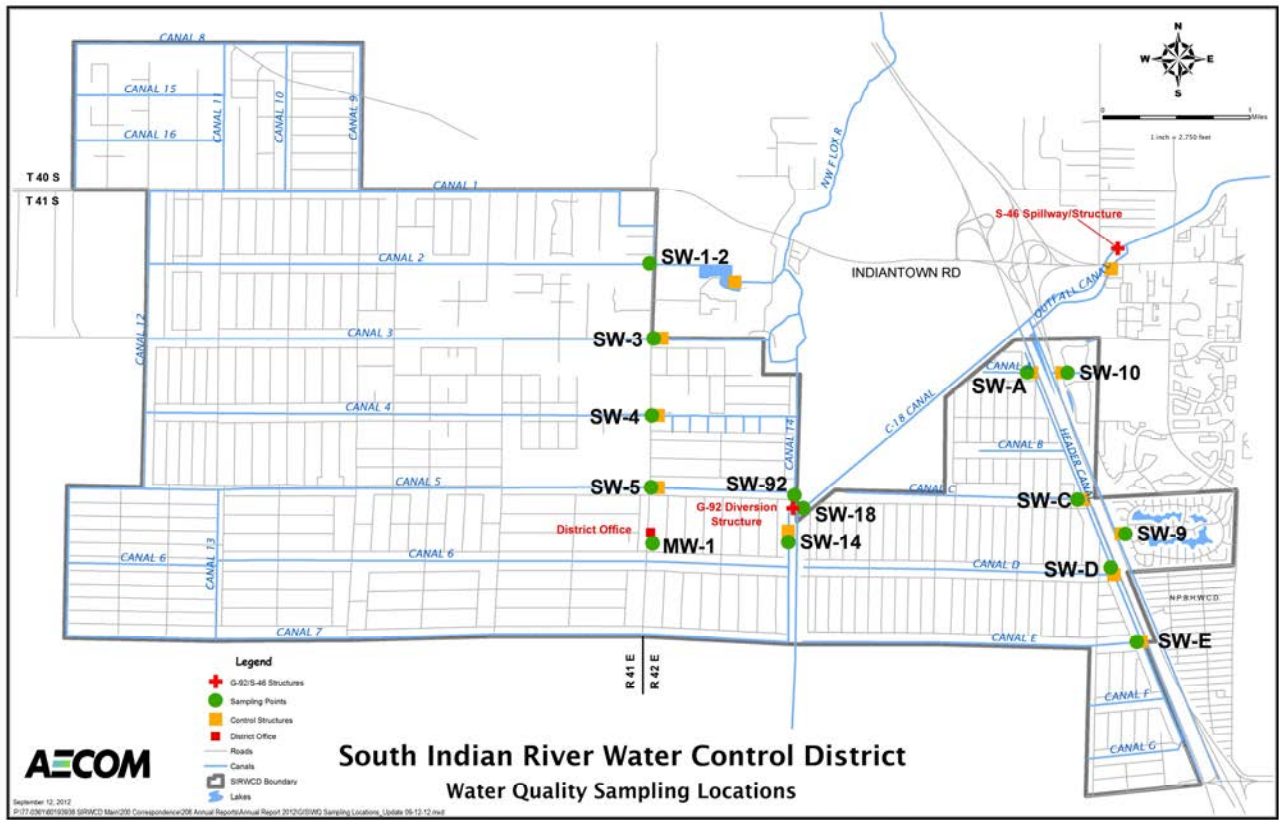 CANAL 8
N
W
E
S
CANAL 15
CANAL 11
CANAL 10
CANAL 9
0
1
Miles
1 inch = 2,750 feet
CANAL 16
NW F LOX R
T 40 S
T 41 S
CANAL 1
S-46 Spillway/Structure
CANAL 2
SW-1-2
INDIANTOWN RD
OUTFALL CANAL
CANAL 12
CANAL 3
SW-3
CANAL A
SW-A
SW-10
C-18 CANAL
CANAL 4
SW-4
CANAL 14
CANAL B
HEADER CANAL
CANAL 5
SW-5
SW-92
CANAL C
SW-C
G-92 Diversion
Structure
SW-18
District Office
MW-1
SW-14
SW-9
CANAL 13
CANAL 6
CANAL 6
CANAL D
SW-D
NPBHWCD
CANAL 7
CANAL E
SW-E
R 41 E
R 42 E
CANAL F
CANAL G
Legend
G-92/S-46 Structures
Sampling Points
Control Structures
District Office
Roads
Canals
SIRWCD Boundary
Lakes
AECOM
South Indian River Water Control District
Water Quality Sampling Locations
September 12, 2012